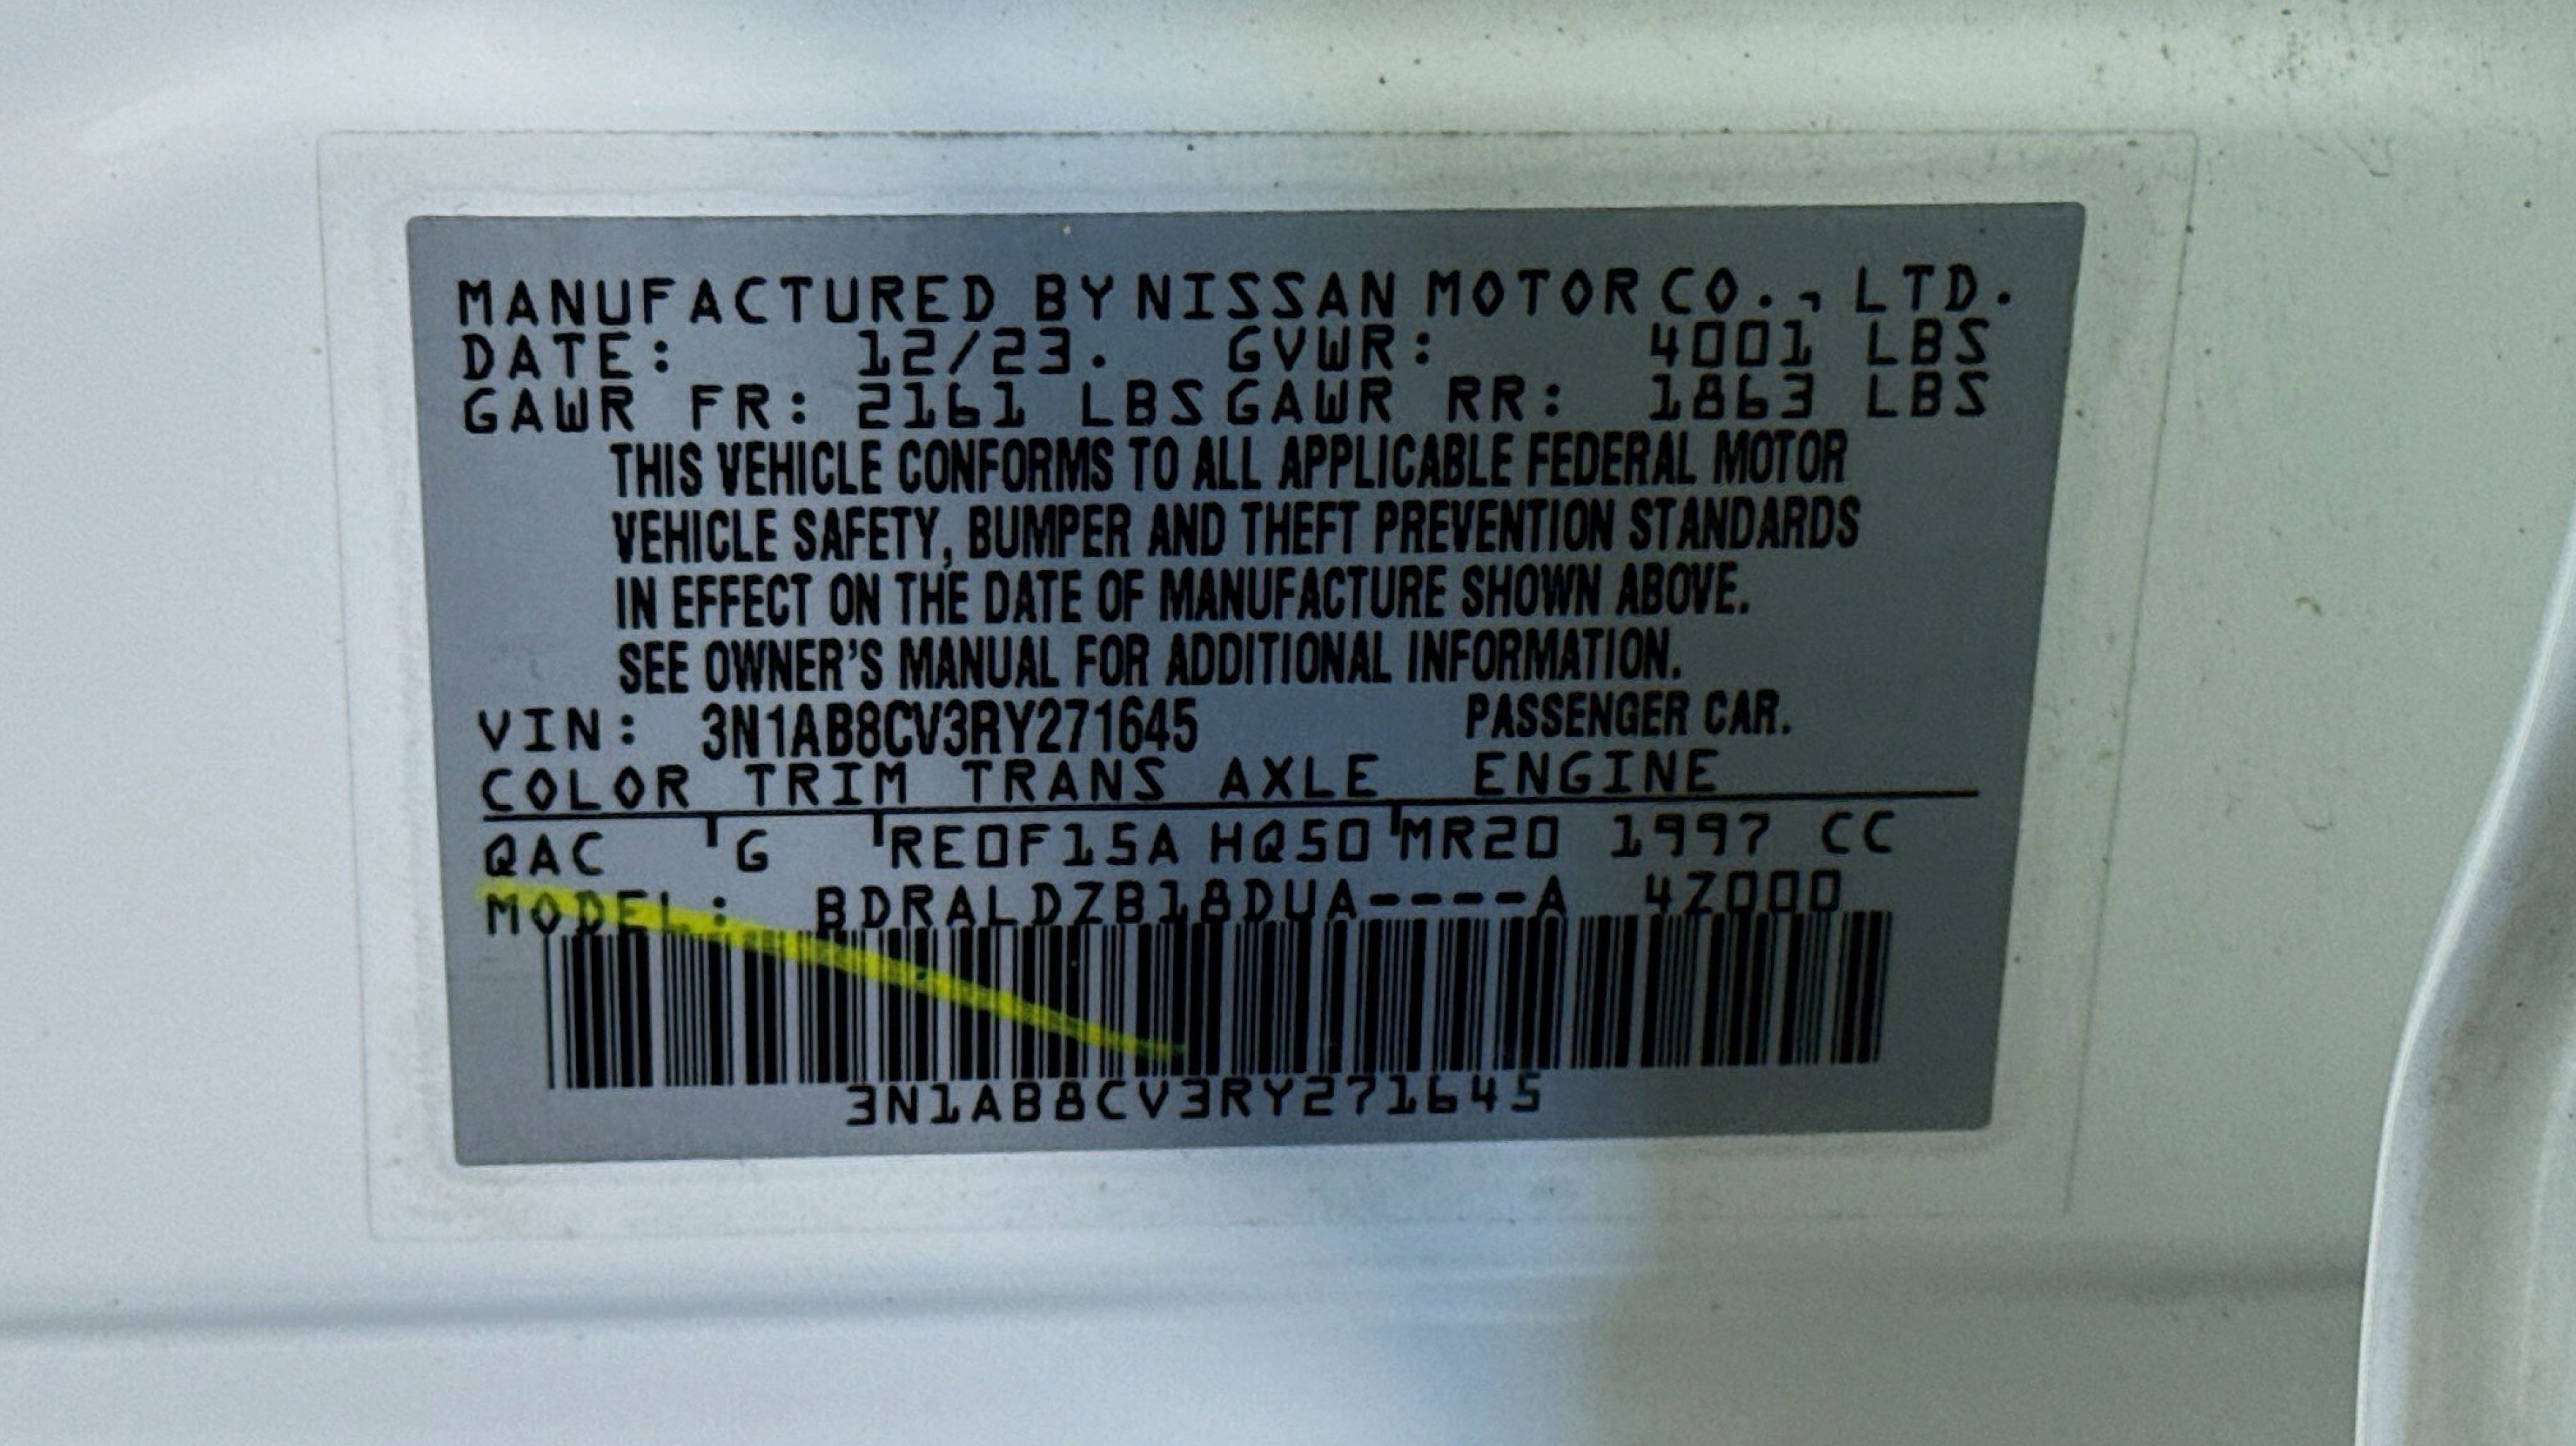 MANUFACTURED BY NISSAN MOTOR CO., LTD.
DATE: 12/23. GVWR: 4001 LBS
GAWR FR: 2161 LBS GAWR RR: 1863 LBS
THIS VEHICLE CONFORMS TO ALL APPLICABLE FEDERAL MOTOR
VEHICLE SAFETY, BUMPER AND THEFT PREVENTION STANDARDS
IN EFFECT ON THE DATE OF MANUFACTURE SHOWN ABOVE.
SEE OWNER'S MANUAL FOR ADDITIONAL INFORMATION.
VIN: 3N1AB8CV3RY271645 PASSENGER CAR.
COLOR TRIM TRANS AXLE ENGINE
QAC G RE0F15A HQ50 MR20 1997 CC
MODEL: BDRALDZB18DUA----A 4Z000
3N1AB8CV3RY271645